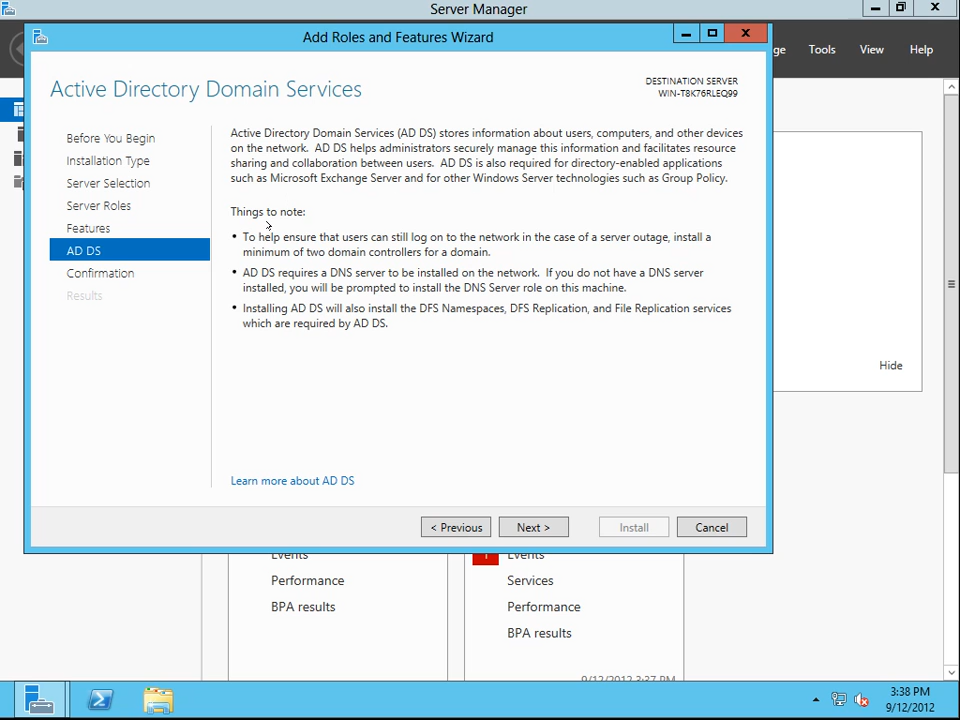 Server Manager
Add Roles and Features Wizard
Tools
View
Help
Active Directory Domain Services
DESTINATION SERVER
WIN-T8K76RLEQ99
Before You Begin
Installation Type
Server Selection
Server Roles
Features
AD DS
Confirmation
Results
Active Directory Domain Services (AD DS) stores information about users, computers, and other devices
on the network.  AD DS helps administrators securely manage this information and facilitates resource
sharing and collaboration between users.  AD DS is also required for directory-enabled applications
such as Microsoft Exchange Server and for other Windows Server technologies such as Group Policy.
Things to note:
• To help ensure that users can still log on to the network in the case of a server outage, install a
minimum of two domain controllers for a domain.
• AD DS requires a DNS server to be installed on the network.  If you do not have a DNS server
installed, you will be prompted to install the DNS Server role on this machine.
• Installing AD DS will also install the DFS Namespaces, DFS Replication, and File Replication services
which are required by AD DS.
Hide
Learn more about AD DS
< Previous
Next >
Install
Cancel
Events
Performance
BPA results
Events
Services
Performance
BPA results
9/12/2012 3:37 PM
3:38 PM
9/12/2012